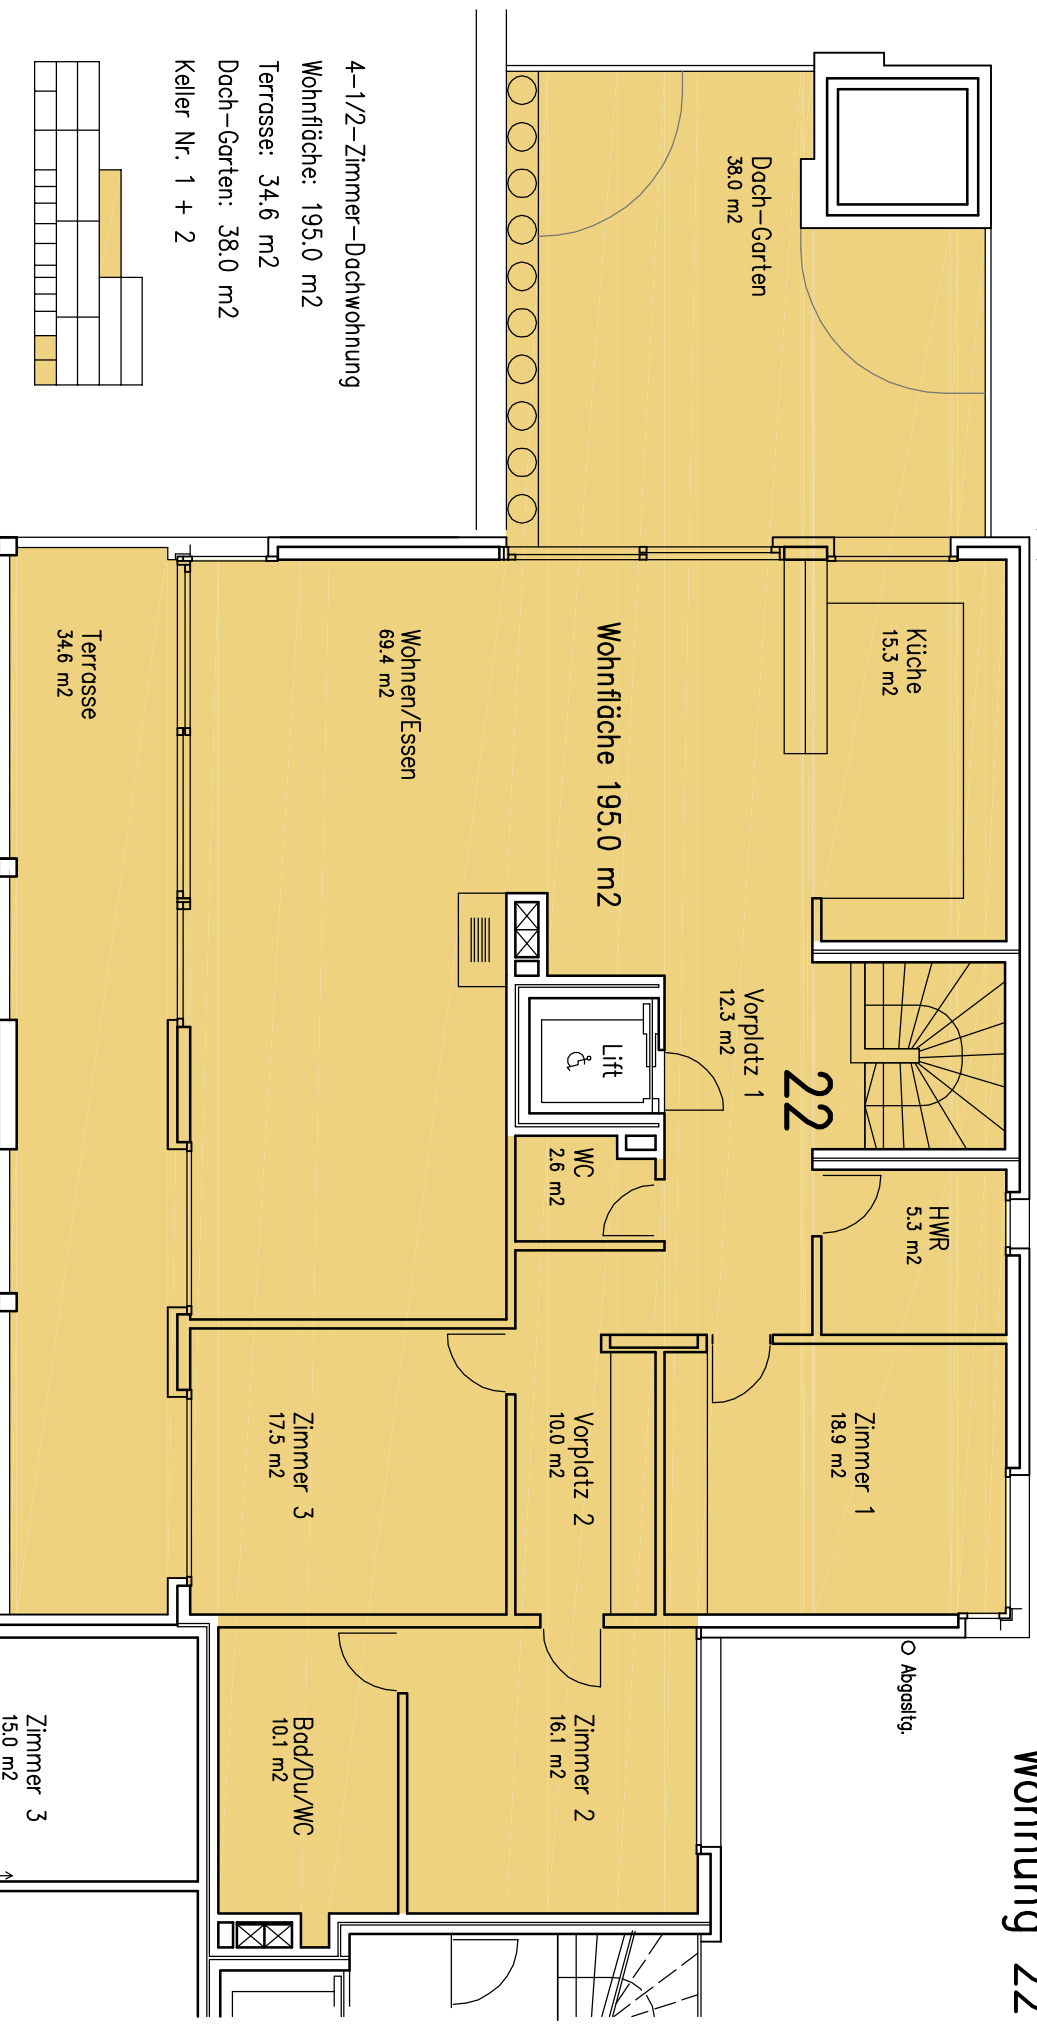 Wohnung 22
4-1/2-Zimmer-Dachwohnung
Wohnfläche: 195.0 m2
Terrasse: 34.6 m2
Dach-Garten: 38.0 m2
Keller Nr. 1 + 2
Dach-Garten
38.0 m2
Küche
15.3 m2
Wohnfläche 195.0 m2
Wohnen/Essen
69.4 m2
Terrasse
34.6 m2
Vorplatz 1
12.3 m2
22
Lift
WC
2.6 m2
HWR
5.3 m2
Zimmer 1
18.9 m2
Vorplatz 2
10.0 m2
Zimmer 3
17.5 m2
Abgasltg.
Zimmer 2
16.1 m2
Bad/Du/WC
10.1 m2
Zimmer 3
15.0 m2